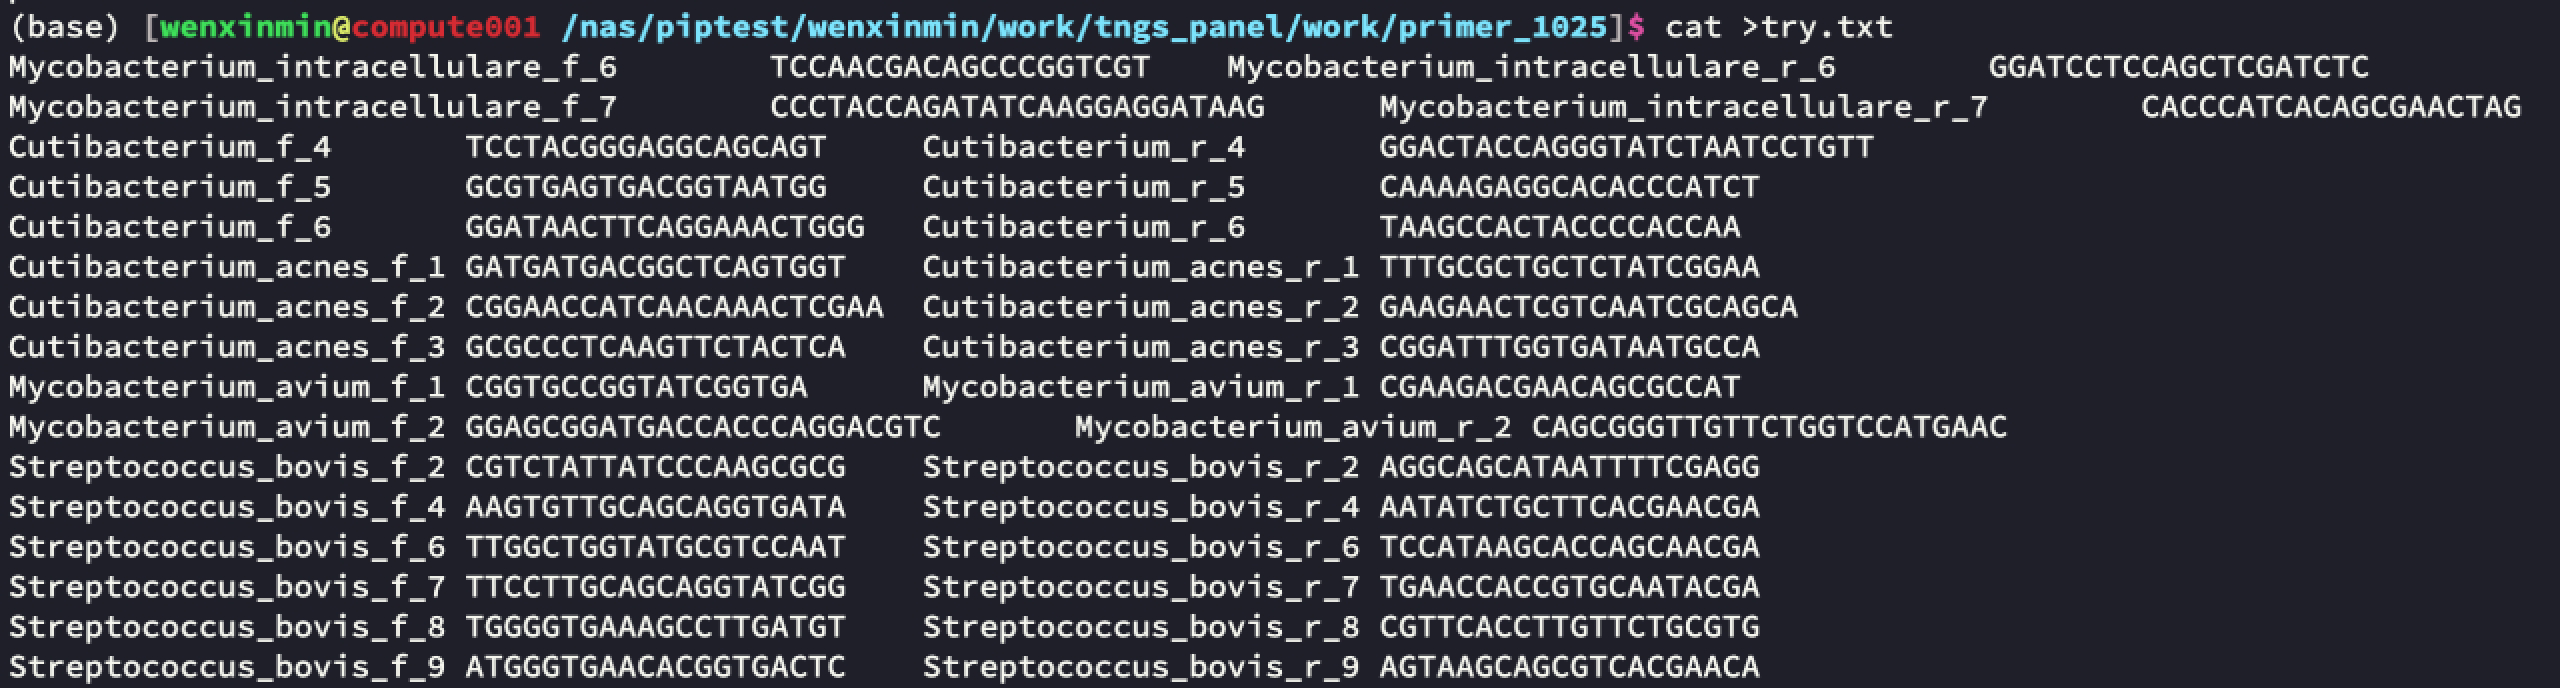 (base) [wenxinmin@compute001 /nas/piptest/wenxinmin/work/tngs_panel/work/primer_1025]$ cat >try.txt
Mycobacterium_intracellulare_f_6 TCCAACGACAGCCCGGTCGT Mycobacterium_intracellulare_r_6 GGATCCTCCAGCTCGATCTC
Mycobacterium_intracellulare_f_7 CCCTACCAGATATCAAGGAGGATAAG Mycobacterium_intracellulare_r_7 CACCCATCACAGCGAACTAG
Cutibacterium_f_4 TCCTACGGGAGGCAGCAGT Cutibacterium_r_4 GGACTACCAGGGTATCTAATCCTGTT
Cutibacterium_f_5 GCGTGAGTGACGGTAATGG Cutibacterium_r_5 CAAAAGAGGCACACCCATCT
Cutibacterium_f_6 GGATAACTTCAGGAAACTGGG Cutibacterium_r_6 TAAGCCACTACCCCACCAA
Cutibacterium_acnes_f_1 GATGATGACGGCTCAGTGGT Cutibacterium_acnes_r_1 TTTGCGCTGCTCTATCGGAA
Cutibacterium_acnes_f_2 CGGAACCATCAACAAACTCGAA Cutibacterium_acnes_r_2 GAAGAACTCGTCAATCGCAGCA
Cutibacterium_acnes_f_3 GCGCCCTCAAGTTCTACTCA Cutibacterium_acnes_r_3 CGGATTTGGTGATAATGCCA
Mycobacterium_avium_f_1 CGGTGCCGGTATCGGTGA Mycobacterium_avium_r_1 CGAAGACGAACAGCGCCAT
Mycobacterium_avium_f_2 GGAGCGGATGACCACCCAGGACGTC Mycobacterium_avium_r_2 CAGCGGGTTGTTCTGGTCCATGAAC
Streptococcus_bovis_f_2 CGTCTATTATCCCAAGCGCG Streptococcus_bovis_r_2 AGGCAGCATAATTTTCGAGG
Streptococcus_bovis_f_4 AAGTGTTGCAGCAGGTGATA Streptococcus_bovis_r_4 AATATCTGCTTCACGAACGA
Streptococcus_bovis_f_6 TTGGCTGGTATGCGTCCAAT Streptococcus_bovis_r_6 TCCATAAGCACCAGCAACGA
Streptococcus_bovis_f_7 TTCCTTGCAGCAGGTATCGG Streptococcus_bovis_r_7 TGAACCACCGTGCAATACGA
Streptococcus_bovis_f_8 TGGGGTGAAAGCCTTGATGT Streptococcus_bovis_r_8 CGTTCACCTTGTTCTGCGTG
Streptococcus_bovis_f_9 ATGGGTGAACACGGTGACTC Streptococcus_bovis_r_9 AGTAAGCAGCGTCACGAACA